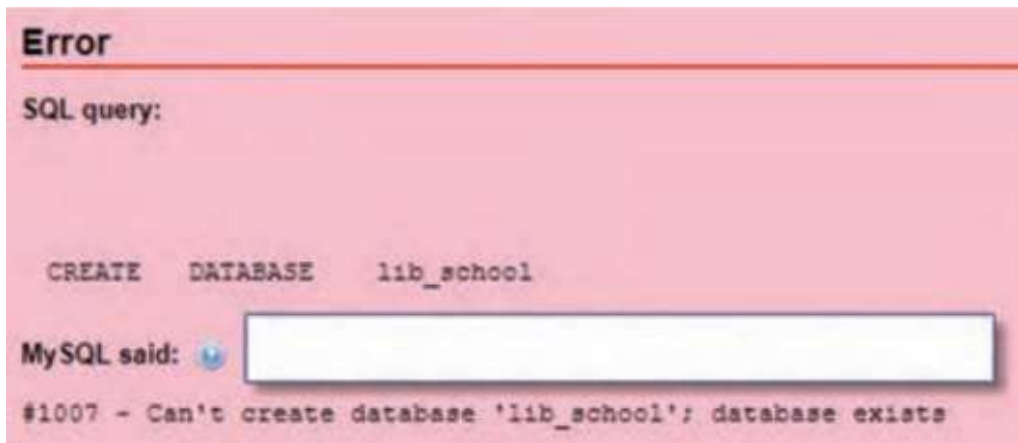 Error
SQL query:
CREATE DATABASE lib_school
MySQL said:
#1007 - Can't create database 'lib_school'; database exists